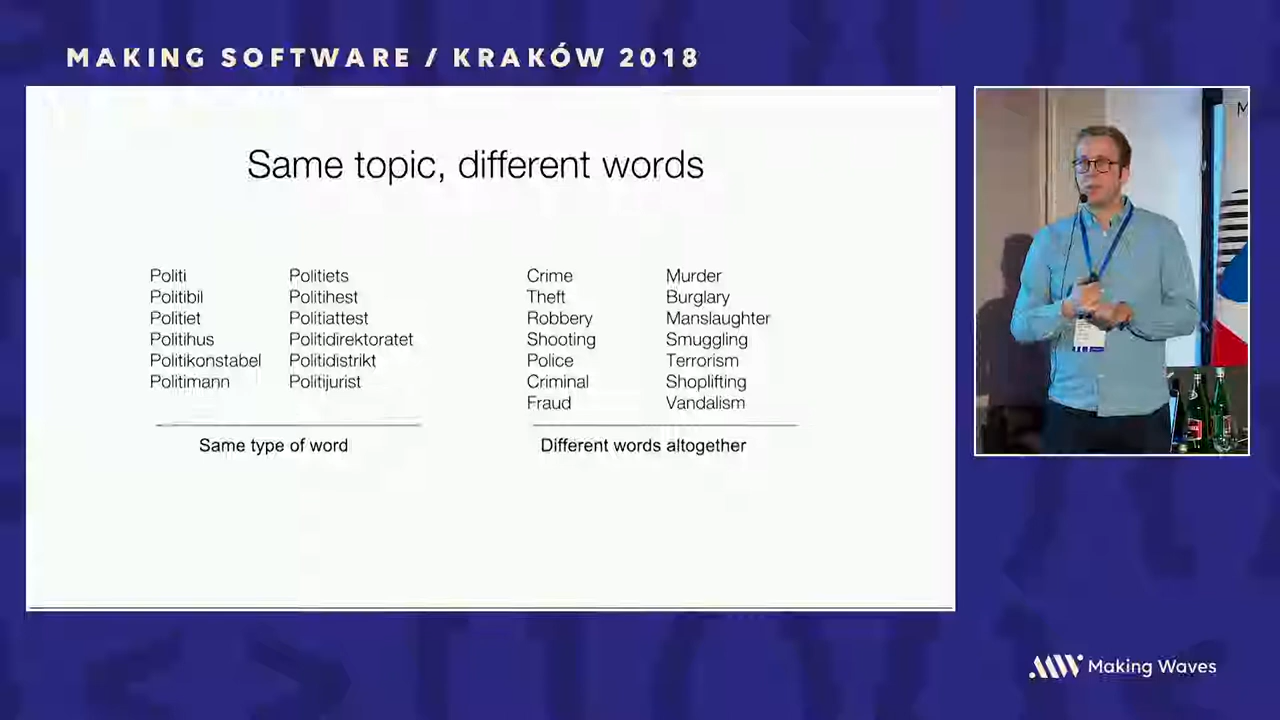 MAKING SOFTWARE / KRAKÓW 2018
Same topic, different words
Politi
Politibil
Politiet
Politihus
Politikonstabel
Politimann
Politiets
Politihest
Politiattest
Politidirektoratet
Politidistrikt
Politijurist
Same type of word
Crime
Theft
Robbery
Shooting
Police
Criminal
Fraud
Murder
Burglary
Manslaughter
Smuggling
Terrorism
Shoplifting
Vandalism
Different words altogether
Making Waves